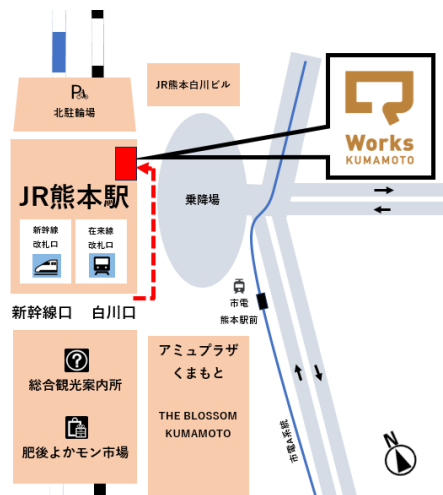 北駐輪場
JR熊本白川ビル
Works
KUMAMOTO
JR熊本駅
乗降場
新幹線
改札口
在来線
改札口
市電
熊本駅前
新幹線口
白川口
総合観光案内所
肥後よかモン市場
アミュプラザ
くまもと
THE BLOSSOM
KUMAMOTO
市電A系統
N